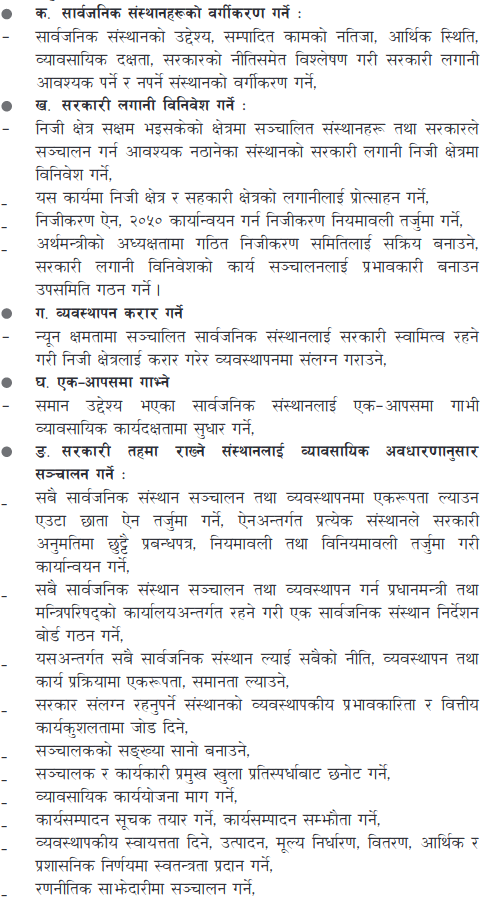 ● क. सार्वजनिक संस्थानहरूको वर्गीकरण गर्ने :
– सार्वजनिक संस्थानको उद्देश्य, सम्पादित कामको नतिजा, आर्थिक स्थिति,
व्यावसायिक दक्षता, सरकारको नीतिसमेत विश्लेषण गरी सरकारी लगानी
आवश्यक पर्ने र नपर्ने संस्थानको वर्गीकरण गर्ने,
● ख. सरकारी लगानी विनिवेश गर्ने :
– निजी क्षेत्र सक्षम भइसकेको क्षेत्रमा सञ्चालित संस्थानहरू तथा सरकारले
सञ्चालन गर्न आवश्यक नठानेका संस्थानको सरकारी लगानी निजी क्षेत्रमा
विनिवेश गर्ने,
– यस कार्यमा निजी क्षेत्र र सहकारी क्षेत्रको लगानीलाई प्रोत्साहन गर्ने,
– निजीकरण ऐन, २०५० कार्यान्वयन गर्न निजीकरण नियमावली तर्जुमा गर्ने,
– अर्थमन्त्रीको अध्यक्षतामा गठित निजीकरण समितिलाई सक्रिय बनाउने,
सरकारी लगानी विनिवेशको कार्य सञ्चालनलाई प्रभावकारी बनाउन
उपसमिति गठन गर्ने ।
● ग. व्यवस्थापन करार गर्ने
– न्यून क्षमतामा सञ्चालित सार्वजनिक संस्थानलाई सरकारी स्वामित्व रहने
गरी निजी क्षेत्रलाई करार गरेर व्यवस्थापनमा संलग्न गराउने,
● घ. एक-आपसमा गाभ्ने
– समान उद्देश्य भएका सार्वजनिक संस्थानलाई एक-आपसमा गाभी
व्यावसायिक कार्यदक्षतामा सुधार गर्ने,
● ङ. सरकारी तहमा राख्ने संस्थानलाई व्यावसायिक अवधारणानुसार
सञ्चालन गर्ने :
– सबै सार्वजनिक संस्थान सञ्चालन तथा व्यवस्थापनमा एकरूपता ल्याउन
एउटा छाता ऐन तर्जुमा गर्ने, ऐनअन्तर्गत प्रत्येक संस्थानले सरकारी
अनुमतिमा छुट्टै प्रबन्धपत्र, नियमावली तथा विनियमावली तर्जुमा गरी
कार्यान्वयन गर्ने,
– सबै सार्वजनिक संस्थान सञ्चालन तथा व्यवस्थापन गर्न प्रधानमन्त्री तथा
मन्त्रिपरिषद्को कार्यालयअन्तर्गत रहने गरी एक सार्वजनिक संस्थान निर्देशन
बोर्ड गठन गर्ने,
– यसअन्तर्गत सबै सार्वजनिक संस्थान ल्याई सबैको नीति, व्यवस्थापन तथा
कार्य प्रक्रियामा एकरूपता, समानता ल्याउने,
– सरकार संलग्न रहनुपर्ने संस्थानको व्यवस्थापकीय प्रभावकारिता र वित्तीय
कार्यकुशलतामा जोड दिने,
– सञ्चालकको सङ्ख्या सानो बनाउने,
– सञ्चालक र कार्यकारी प्रमुख खुला प्रतिस्पर्धाबाट छनोट गर्ने,
– व्यावसायिक कार्ययोजना माग गर्ने,
– कार्यसम्पादन सूचक तयार गर्ने, कार्यसम्पादन सम्झौता गर्ने,
– व्यवस्थापकीय स्वायत्तता दिने, उत्पादन, मूल्य निर्धारण, वितरण, आर्थिक र
प्रशासनिक निर्णयमा स्वतन्त्रता प्रदान गर्ने,
– रणनीतिक साझेदारीमा सञ्चालन गर्ने,